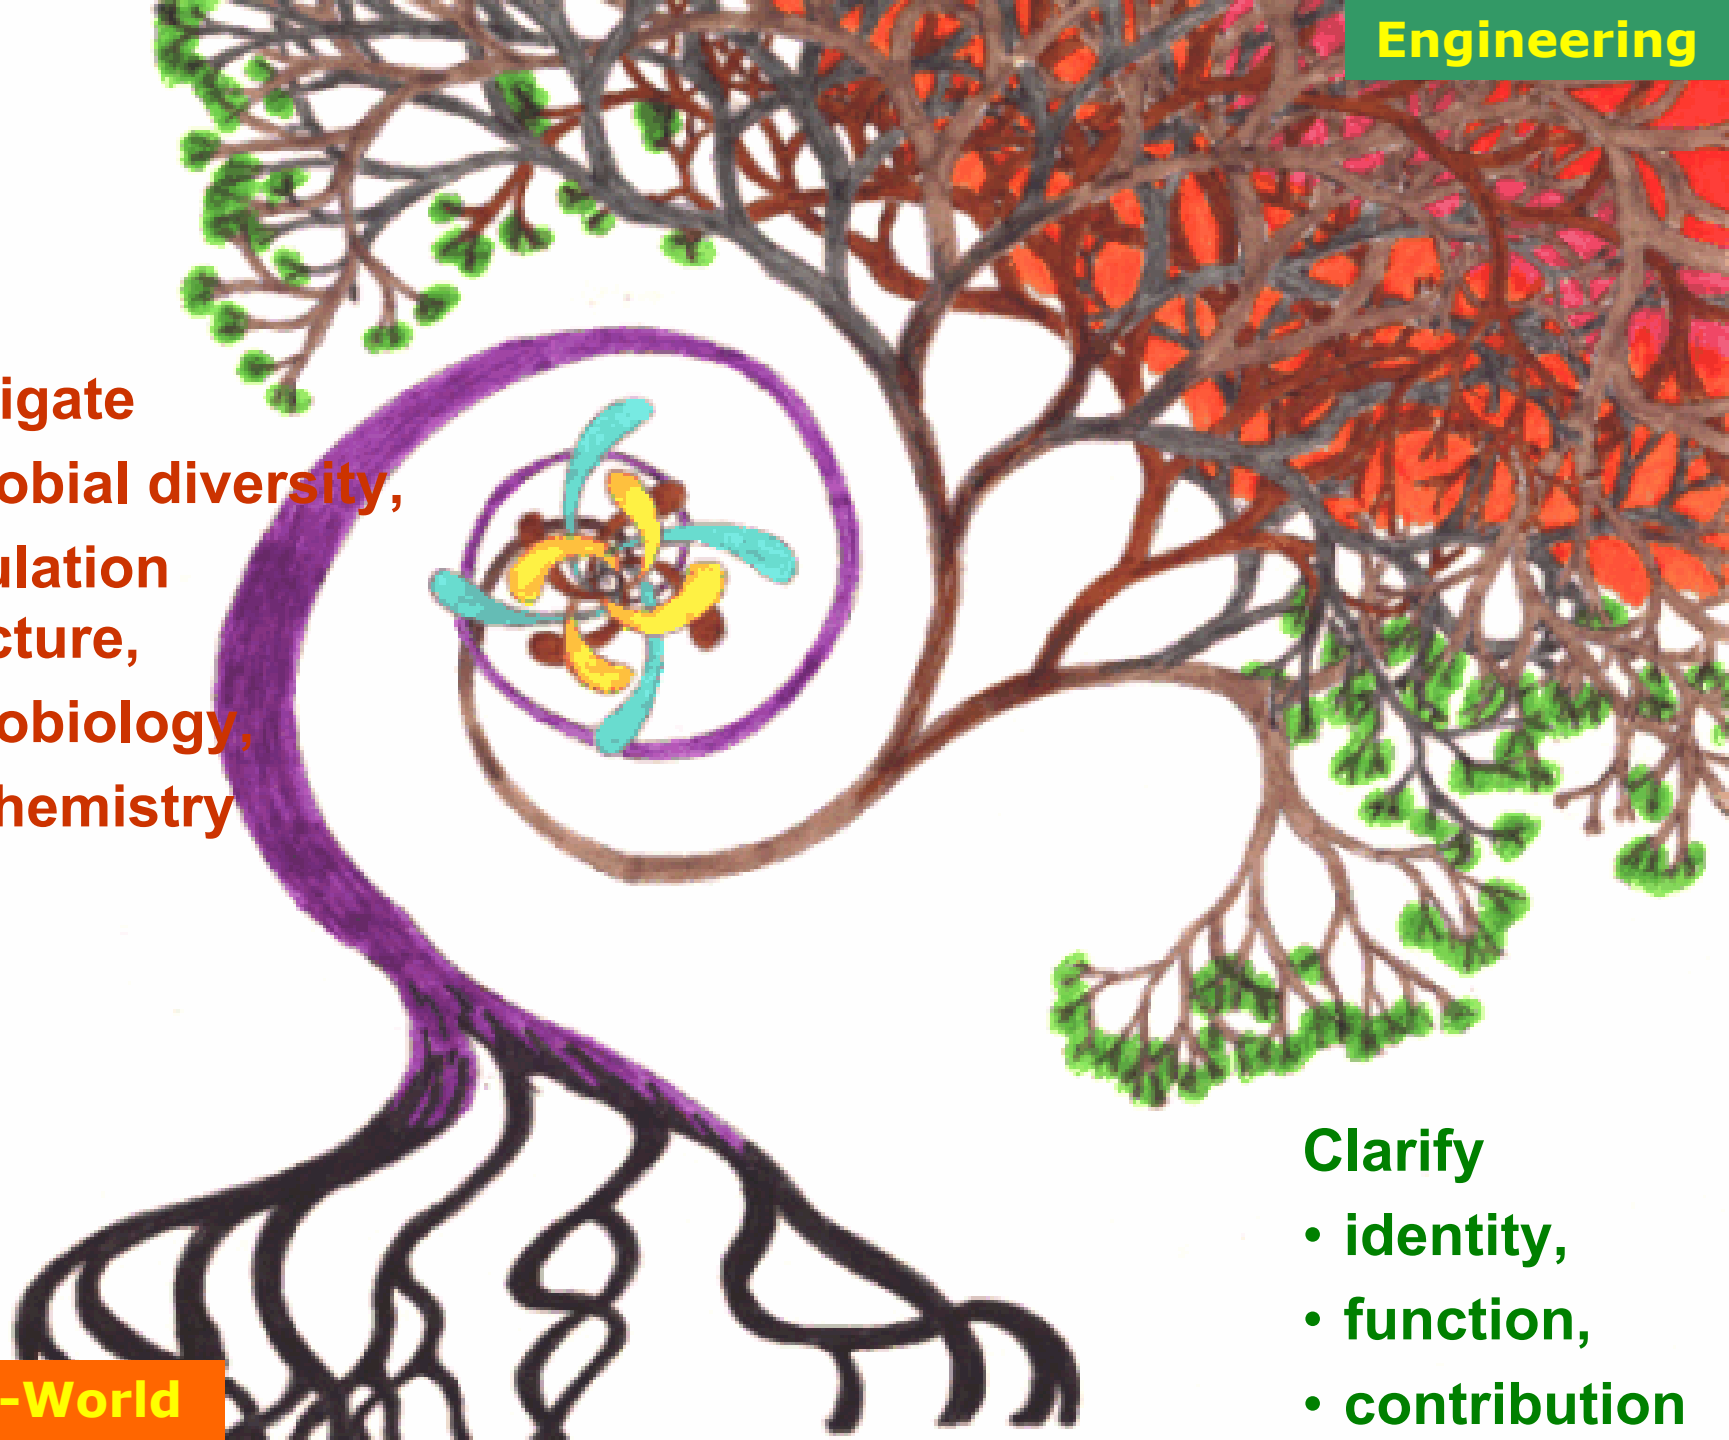 Engineering
igate
obial diversity,
ulation
cture,
obiology,
hemistry
Clarify
• identity,
• function,
• contribution
-World